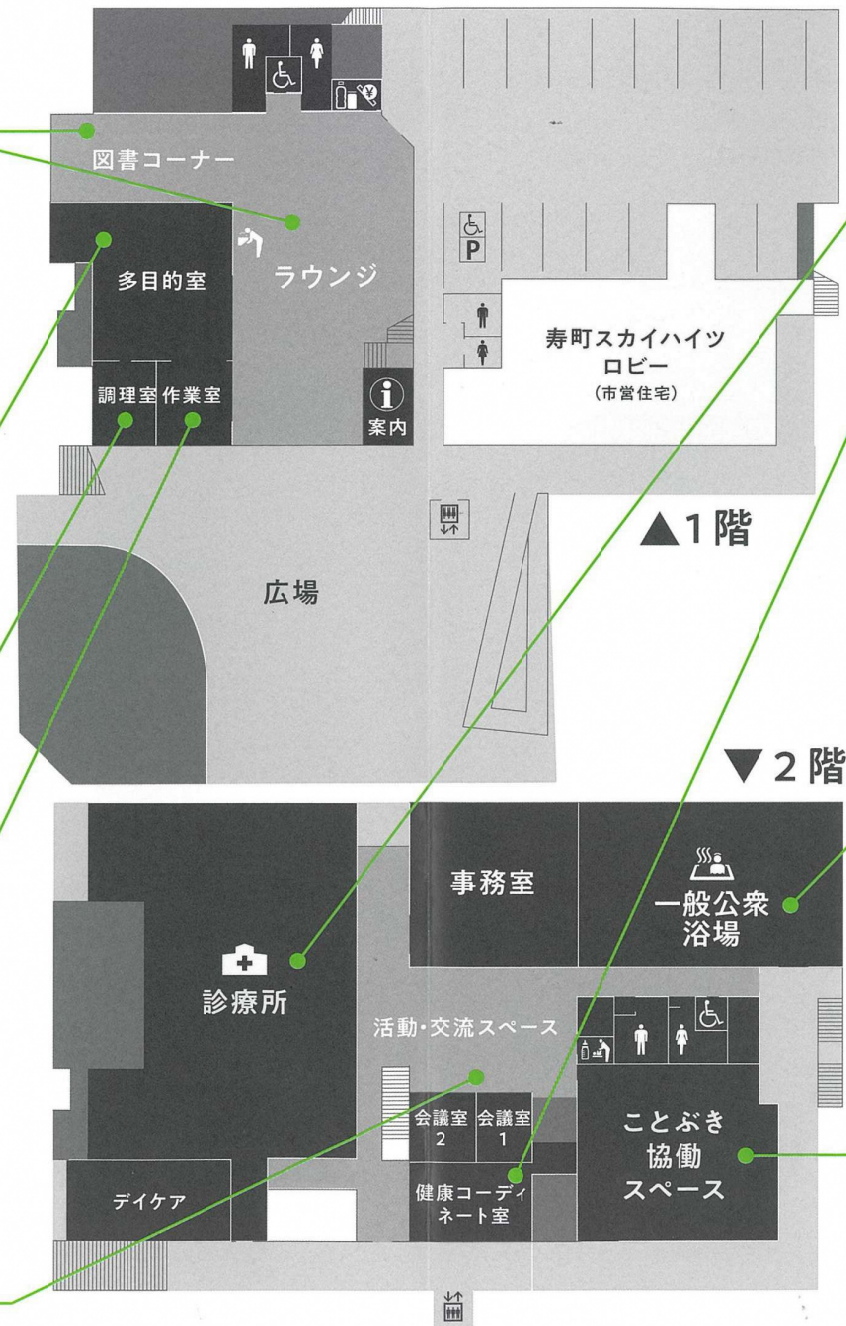 図書コーナー
多目的室
ラウンジ
調理室
作業室
i
案内
P
¥
寿町スカイハイツ
ロビー
(市営住宅)
▲1階
広場
▼2階
事務室
一般公衆
浴場
診療所
活動・交流スペース
会議室
2
会議室
1
ことぶき
協働
スペース
健康コーディ
ネート室
デイケア